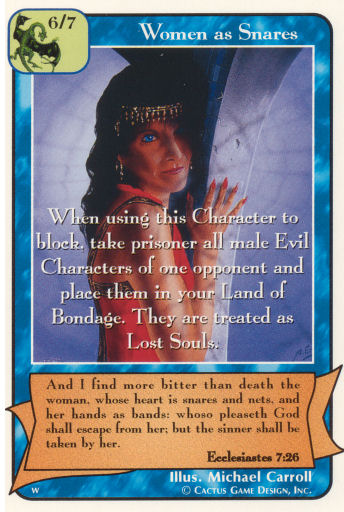 6/7
Women as Snares
When using this Character to
block, take prisoner all male Evil
Characters of one opponent and
place them in your Land of
Bondage. They are treated as
Lost Souls.
And I find more bitter than death the
woman, whose heart is snares and nets, and
her hands as bands: whoso pleaseth God
shall escape from her; but the sinner shall be
taken by her.
Ecclesiastes 7:26
Illus. Michael Carroll
W
© Cactus Game Design, Inc.